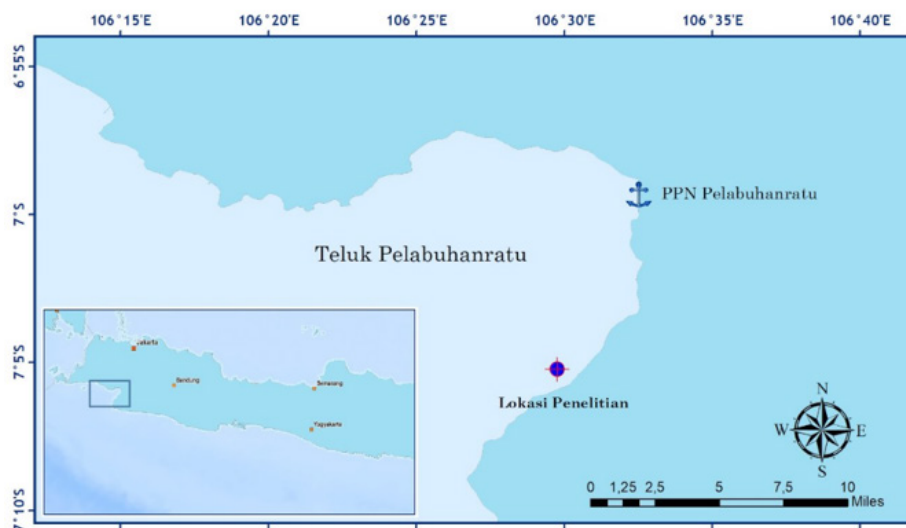 106°15'E 106°20'E 106°25'E 106°30'E 106°35'E 106°40'E
6°55'S
PPN Pelabuhanratu
7°S
Teluk Pelabuhanratu
Jakarta
Bandung
Semarang
Yogyakarta
7°5'S
Lokasi Penelitian
N
W E
S
0 1,25 2,5 5 7,5 10
Miles
7°10'S